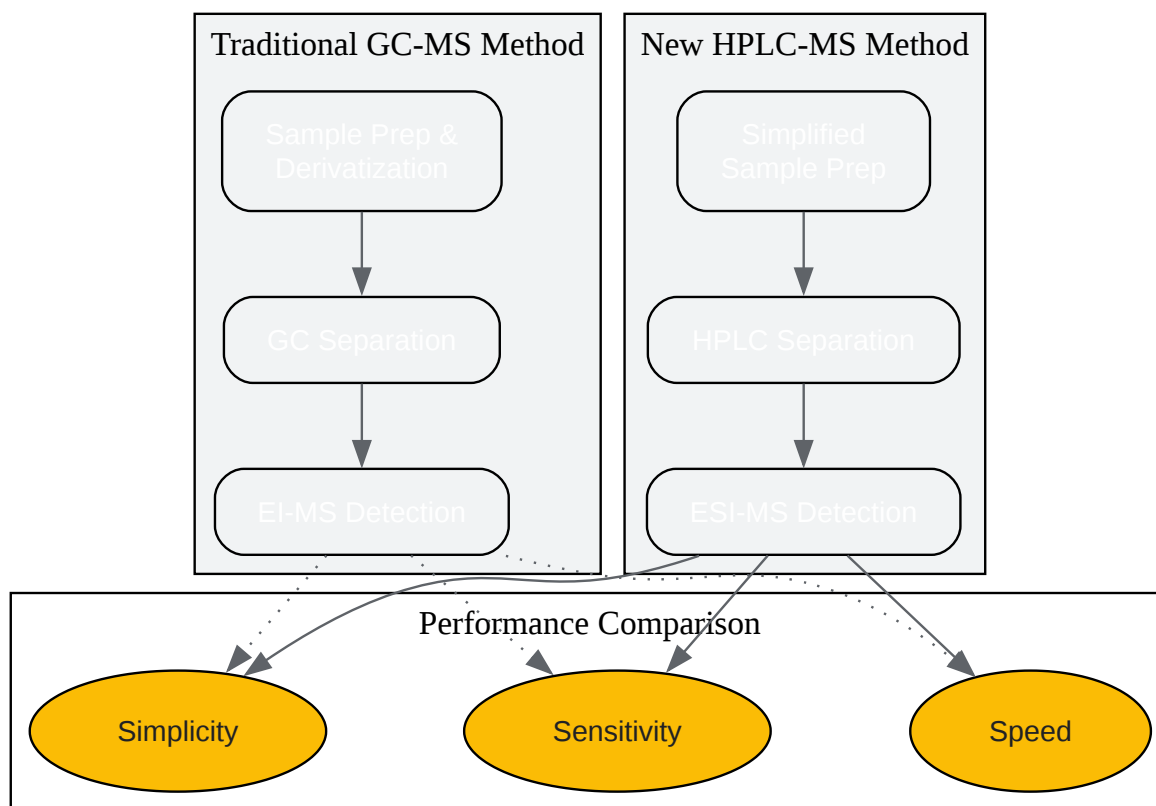 Traditional GC-MS Method
New HPLC-MS Method
Sample Prep &
Derivatization
Simplified
Sample Prep
GC Separation
HPLC Separation
EI-MS Detection
ESI-MS Detection
Performance Comparison
Simplicity
Sensitivity
Speed